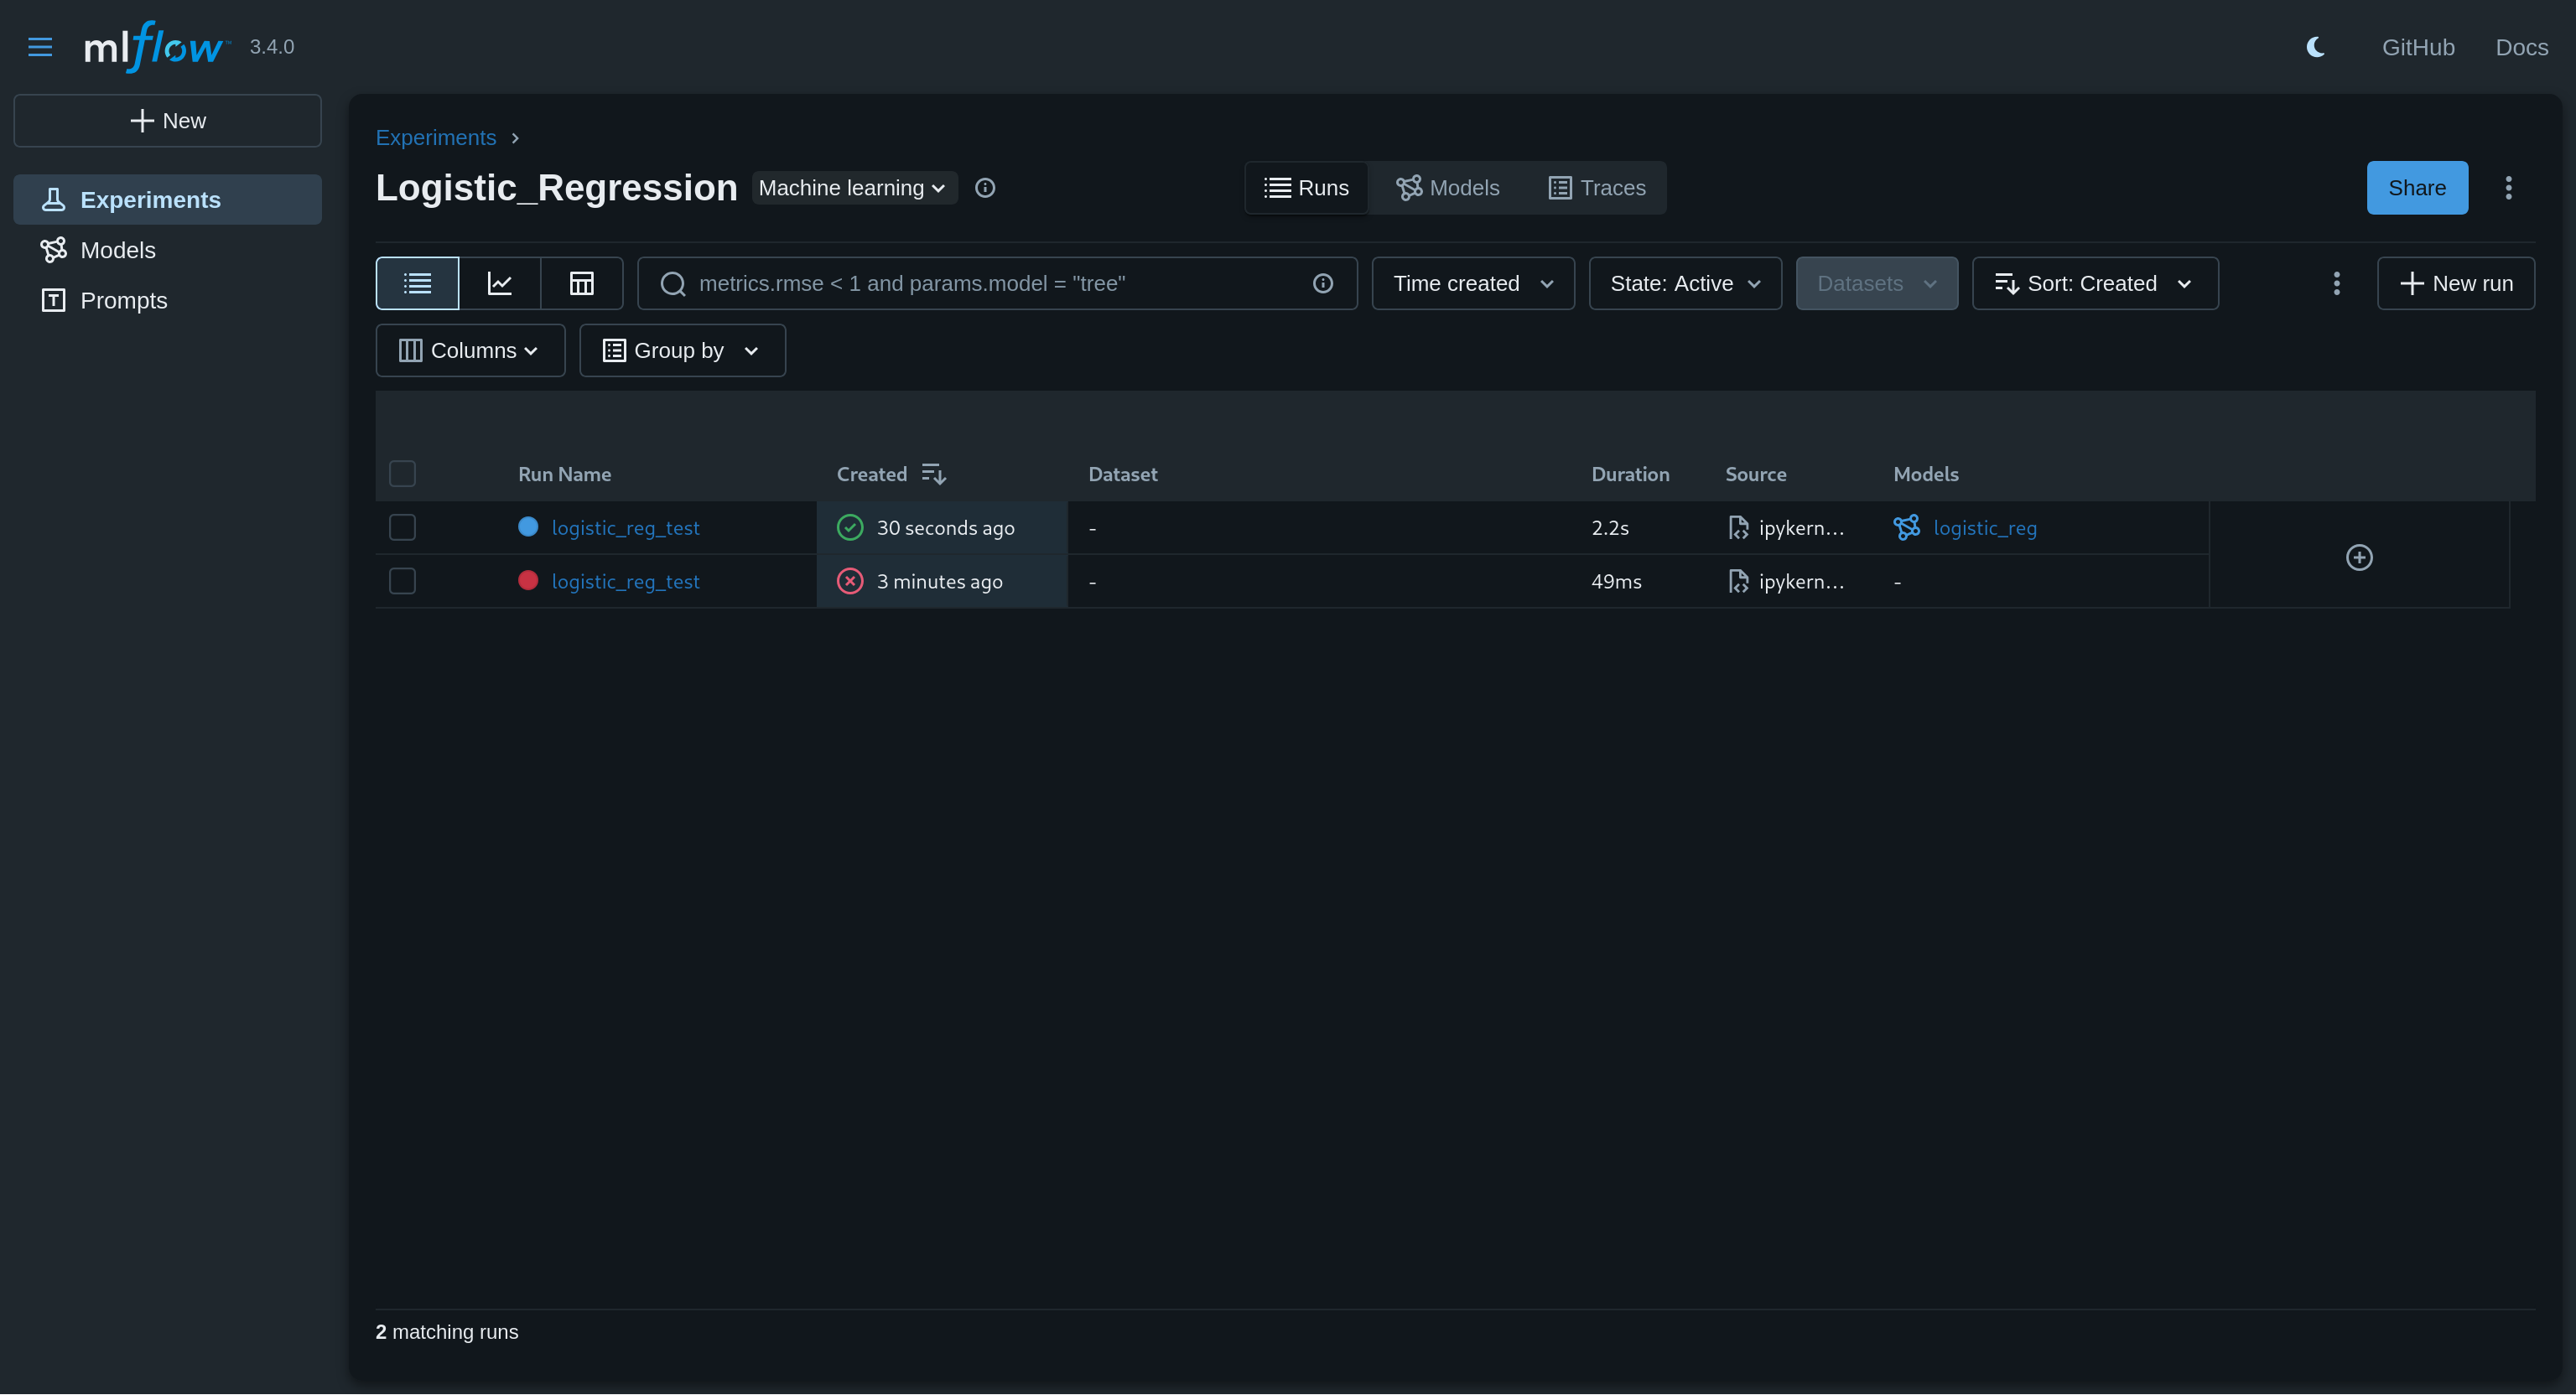 mlflow™ 3.4.0 GitHub Docs
New
Experiments
Models
Prompts
Experiments
Logistic_Regression Machine learning Runs Models Traces Share
metrics.rmse < 1 and params.model = "tree" Time created State: Active Datasets Sort: Created New run
Columns Group by
Run Name Created Dataset Duration Source Models
logistic_reg_test 30 seconds ago - 2.2s ipykern... logistic_reg
logistic_reg_test 3 minutes ago - 49ms ipykern... -
2 matching runs